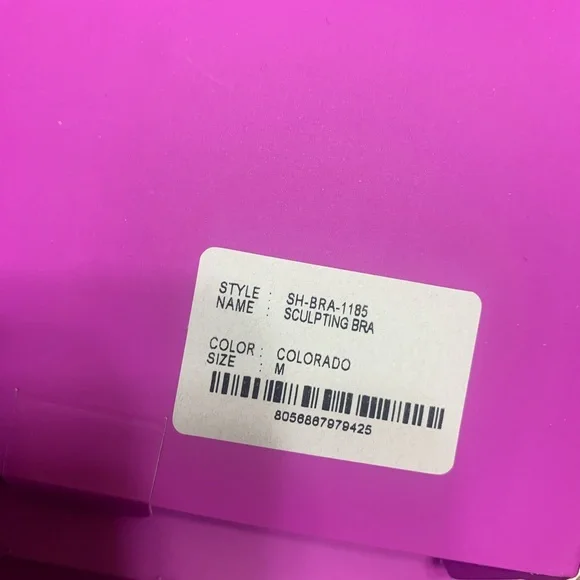 STYLE : SH-BRA-1185
NAME : SCULPTING BRA
COLOR : COLORADO
SIZE : M
8056867979425